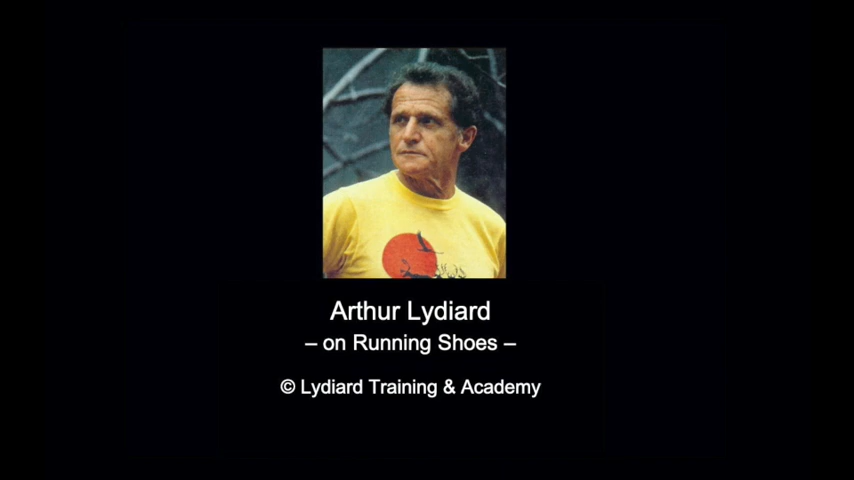 Arthur Lydiard
– on Running Shoes –
© Lydiard Training & Academy